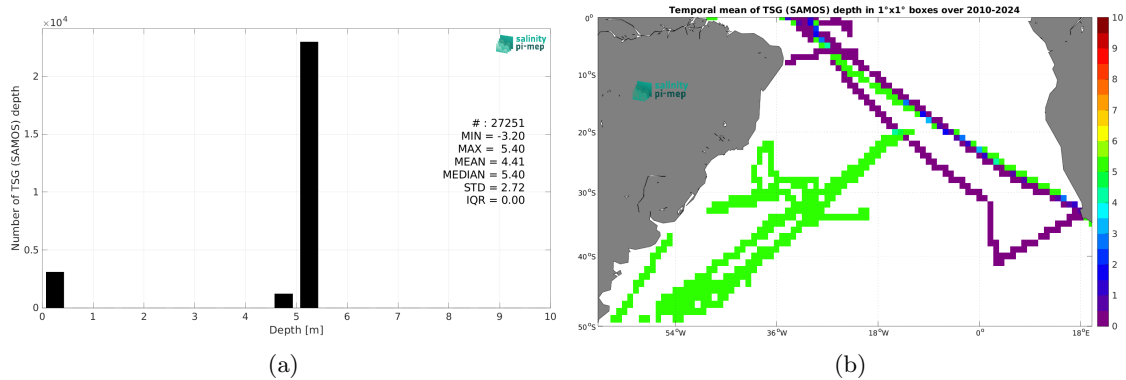 ×10⁴
2
1.5
1
0.5
0
Number of TSG (SAMOS) depth
salinity
pi-mep
# : 27251
MIN = -3.20
MAX = 5.40
MEAN = 4.41
MEDIAN = 5.40
STD = 2.72
IQR = 0.00
0 1 2 3 4 5 6 7 8 9 10
Depth [m]
(a)
Temporal mean of TSG (SAMOS) depth in 1°x1° boxes over 2010-2024
0°
10°S
20°S
30°S
40°S
50°S
salinity
pi-mep
54°W 36°W 18°W 0° 18°E
10
9
8
7
6
5
4
3
2
1
0
(b)